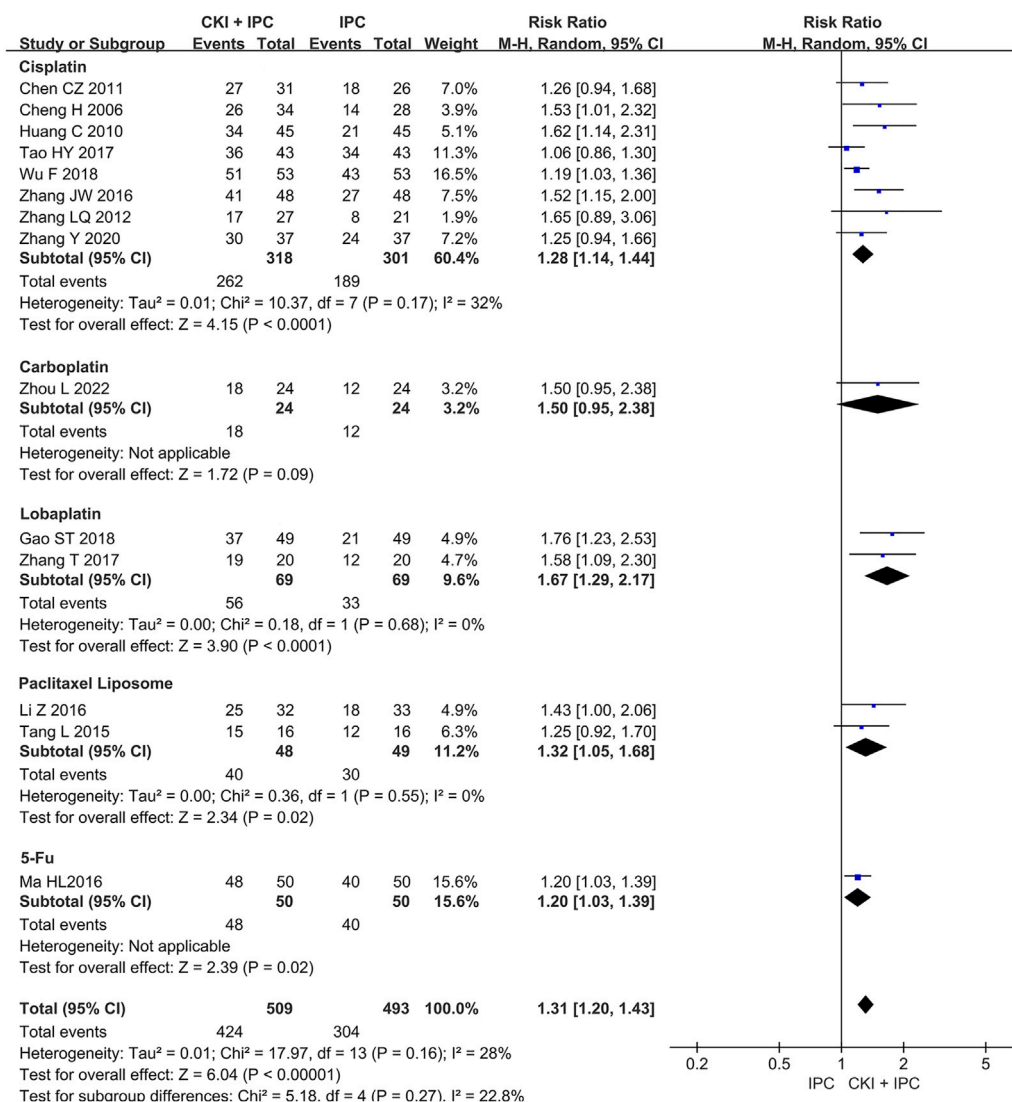 CKI + IPC IPC Risk Ratio Risk Ratio
Study or Subgroup Events Total Events Total Weight M-H, Random, 95% CI M-H, Random, 95% CI
Cisplatin
Chen CZ 2011 27 31 18 26 7.0% 1.26 [0.94, 1.68]
Cheng H 2006 26 34 14 28 3.9% 1.53 [1.01, 2.32]
Huang C 2010 34 45 21 45 5.1% 1.62 [1.14, 2.31]
Tao HY 2017 36 43 34 43 11.3% 1.06 [0.86, 1.30]
Wu F 2018 51 53 43 53 16.5% 1.19 [1.03, 1.36]
Zhang JW 2016 41 48 27 48 7.5% 1.52 [1.15, 2.00]
Zhang LQ 2012 17 27 8 21 1.9% 1.65 [0.89, 3.06]
Zhang Y 2020 30 37 24 37 7.2% 1.25 [0.94, 1.66]
Subtotal (95% CI) 318 301 60.4% 1.28 [1.14, 1.44]
Total events 262 189
Heterogeneity: Tau² = 0.01; Chi² = 10.37, df = 7 (P = 0.17); I² = 32%
Test for overall effect: Z = 4.15 (P < 0.0001)
Carboplatin
Zhou L 2022 18 24 12 24 3.2% 1.50 [0.95, 2.38]
Subtotal (95% CI) 24 24 3.2% 1.50 [0.95, 2.38]
Total events 18 12
Heterogeneity: Not applicable
Test for overall effect: Z = 1.72 (P = 0.09)
Lobaplatin
Gao ST 2018 37 49 21 49 4.9% 1.76 [1.23, 2.53]
Zhang T 2017 19 20 12 20 4.7% 1.58 [1.09, 2.30]
Subtotal (95% CI) 69 69 9.6% 1.67 [1.29, 2.17]
Total events 56 33
Heterogeneity: Tau² = 0.00; Chi² = 0.18, df = 1 (P = 0.68); I² = 0%
Test for overall effect: Z = 3.90 (P < 0.0001)
Paclitaxel Liposome
Li Z 2016 25 32 18 33 4.9% 1.43 [1.00, 2.06]
Tang L 2015 15 16 12 16 6.3% 1.25 [0.92, 1.70]
Subtotal (95% CI) 48 49 11.2% 1.32 [1.05, 1.68]
Total events 40 30
Heterogeneity: Tau² = 0.00; Chi² = 0.36, df = 1 (P = 0.55); I² = 0%
Test for overall effect: Z = 2.34 (P = 0.02)
5-Fu
Ma HL2016 48 50 40 50 15.6% 1.20 [1.03, 1.39]
Subtotal (95% CI) 50 50 15.6% 1.20 [1.03, 1.39]
Total events 48 40
Heterogeneity: Not applicable
Test for overall effect: Z = 2.39 (P = 0.02)
Total (95% CI) 509 493 100.0% 1.31 [1.20, 1.43]
Total events 424 304
Heterogeneity: Tau² = 0.01; Chi² = 17.97, df = 13 (P = 0.16); I² = 28%
Test for overall effect: Z = 6.04 (P < 0.00001)
Test for subgroup differences: Chi² = 5.18, df = 4 (P = 0.27), I² = 22.8%
0.2 0.5 1 2 5
IPC CKI + IPC